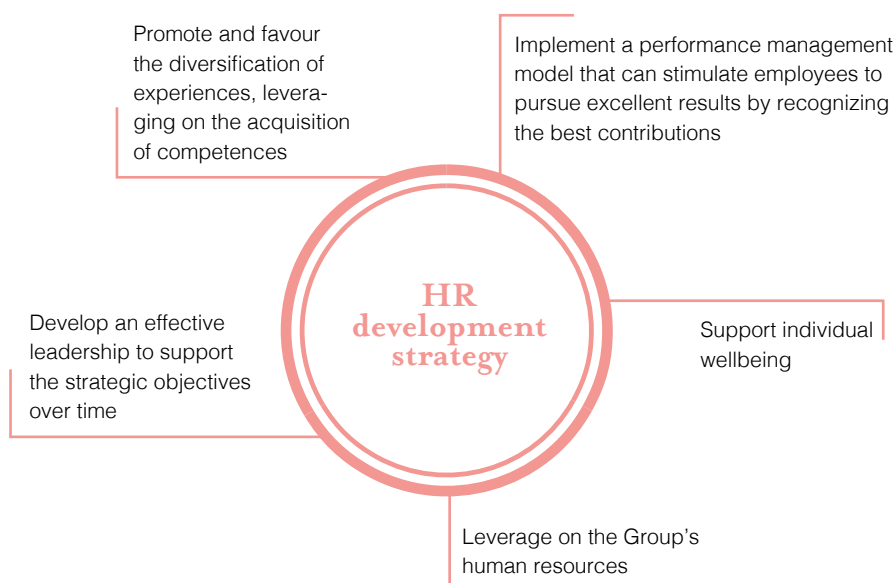 Promote and favour
the diversification of
experiences, levera-
ging on the acquisition
of competences
Implement a performance management
model that can stimulate employees to
pursue excellent results by recognizing
the best contributions
HR
development
strategy
Develop an effective
leadership to support
the strategic objectives
over time
Support individual
wellbeing
Leverage on the Group’s
human resources